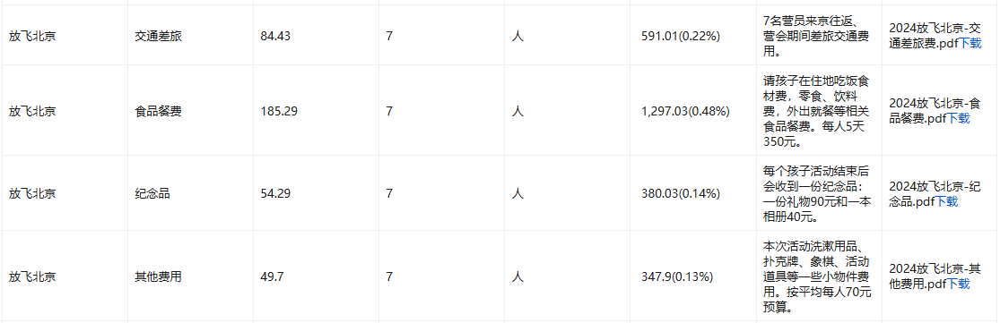 放飞北京 交通差旅 84.43 7 人 591.01(0.22%) 7名营员来京往返、
营会期间差旅交通费
用。 2024放飞北京-交
通差旅费.pdf下载
放飞北京 食品餐费 185.29 7 人 1,297.03(0.48%) 请孩子在住地吃饭食
材费，零食、饮料
费，外出就餐等相关
食品餐费。每人5天
350元。 2024放飞北京-食
品餐费.pdf下载
放飞北京 纪念品 54.29 7 人 380.03(0.14%) 每个孩子活动结束后
会收到一份纪念品：
一份礼物90元和一本
相册40元。 2024放飞北京-纪
念品.pdf下载
放飞北京 其他费用 49.7 7 人 347.9(0.13%) 本次活动洗漱用品、
扑克牌、象棋、活动
道具等一些小物件费
用。按平均每人70元
预算。 2024放飞北京-其
他费用.pdf下载